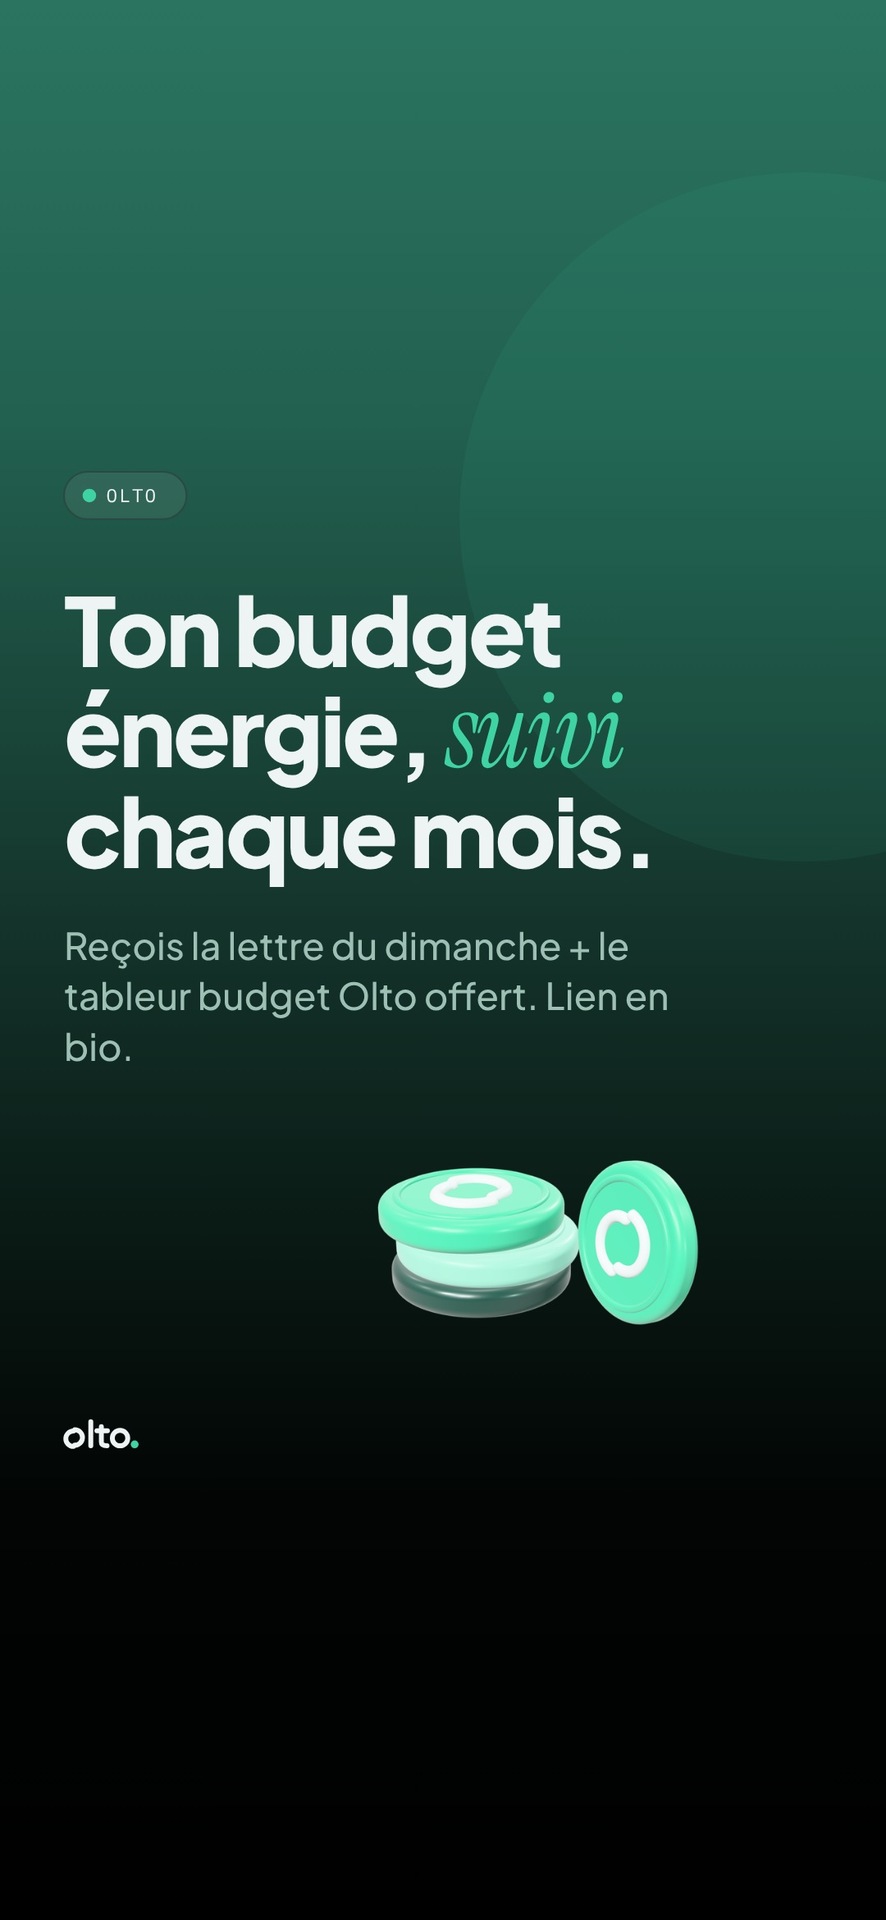 OLTO
Ton budget
énergie, suivi
chaque mois.
Reçois la lettre du dimanche + le
tableur budget Olto offert. Lien en
bio.
olto.